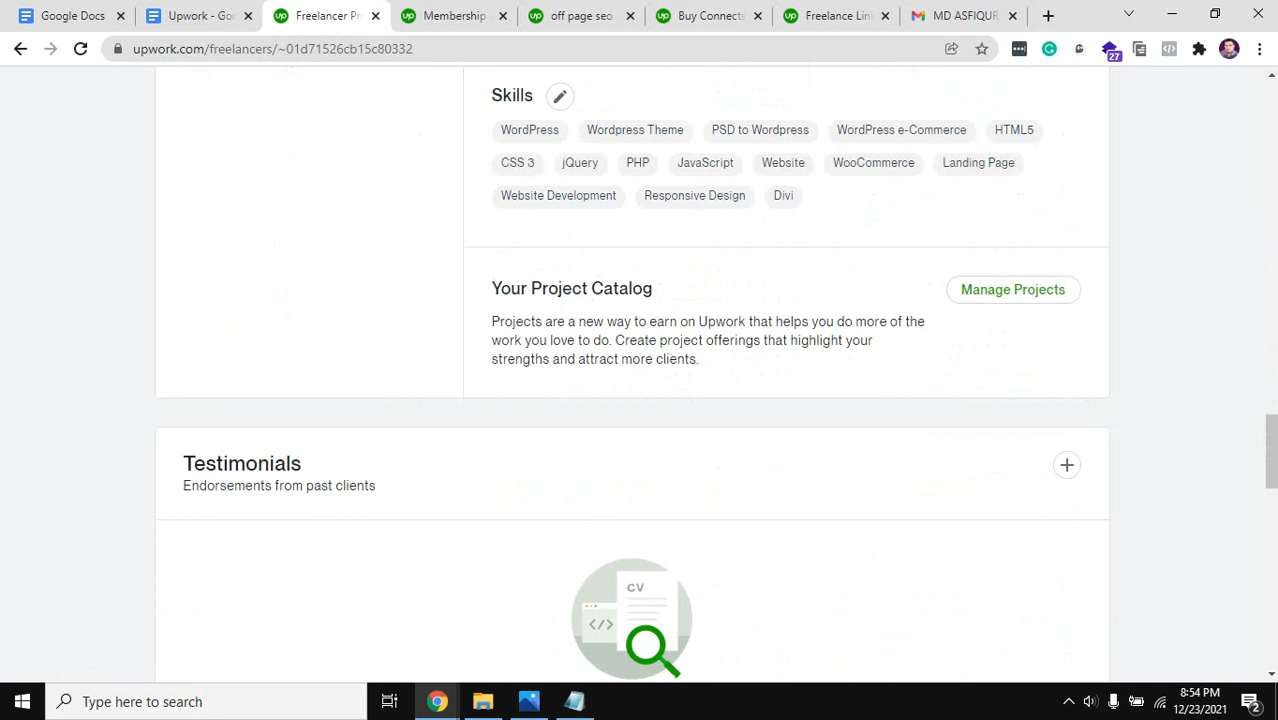 Google Docs
Upwork - Goo
Freelancer Pr
Membership
off page seo
Buy Connects
Freelance Lin
MD ASFIQUR
upwork.com/freelancers/~01d71526cb15c80332
27
Skills
WordPress Wordpress Theme PSD to Wordpress WordPress e-Commerce HTML5
CSS 3 jQuery PHP JavaScript Website WooCommerce Landing Page
Website Development Responsive Design Divi
Your Project Catalog
Manage Projects
Projects are a new way to earn on Upwork that helps you do more of the
work you love to do. Create project offerings that highlight your
strengths and attract more clients.
Testimonials
Endorsements from past clients
CV
</>
Type here to search
8:54 PM
12/23/2021
2